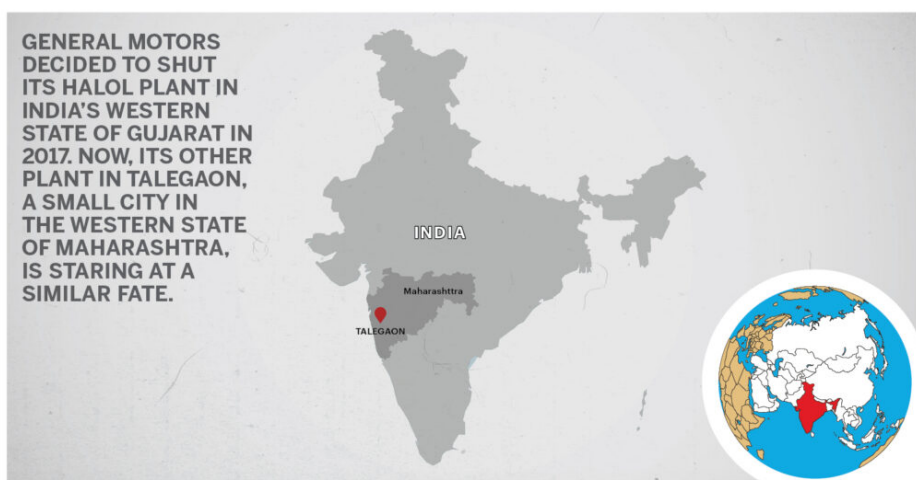 GENERAL MOTORS
DECIDED TO SHUT
ITS HALOL PLANT IN
INDIA'S WESTERN
STATE OF GUJARAT IN
2017. NOW, ITS OTHER
PLANT IN TALEGAON,
A SMALL CITY IN
THE WESTERN STATE
OF MAHARASHTRA,
IS STARING AT A
SIMILAR FATE.
INDIA
Maharashttra
TALEGAON